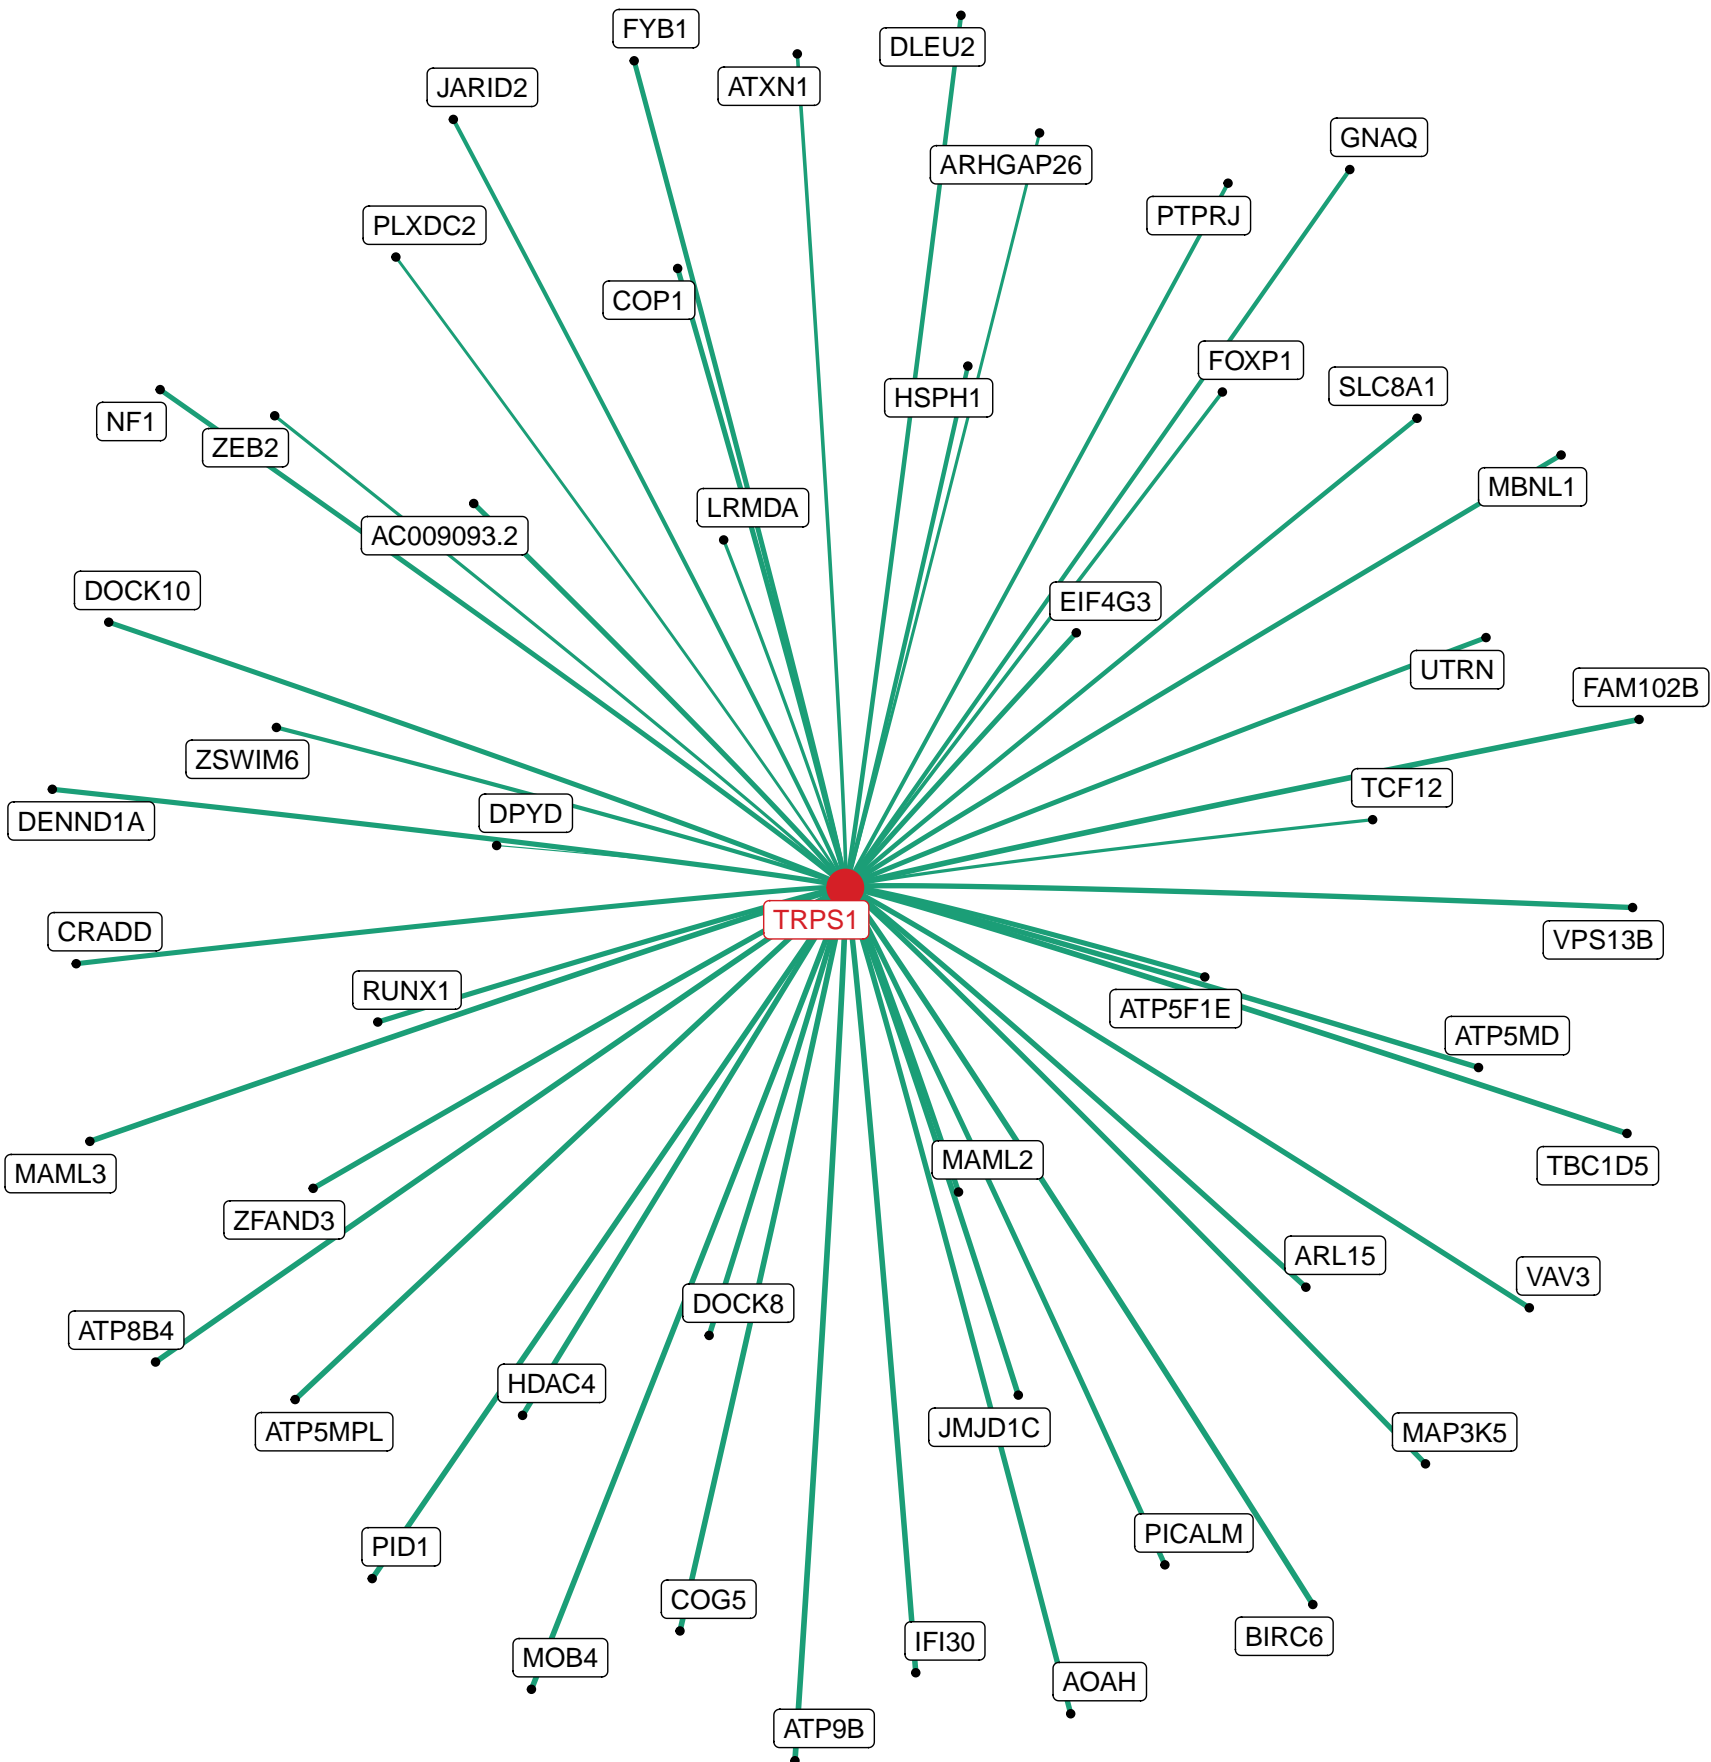 FYB1
DLEU2
JARID2
ATXN1
GNAQ
ARHGAP26
PTPRJ
PLXDC2
COP1
FOXP1
SLC8A1
HSPH1
NF1
ZEB2
MBNL1
LRMDA
AC009093.2
DOCK10
EIF4G3
UTRN
FAM102B
ZSWIM6
TCF12
DPYD
DENND1A
TRPS1
CRADD
VPS13B
RUNX1
ATP5F1E
ATP5MD
MAML2
TBC1D5
MAML3
ZFAND3
ARL15
VAV3
DOCK8
ATP8B4
HDAC4
JMJD1C
ATP5MPL
MAP3K5
PICALM
PID1
COG5
BIRC6
IFI30
MOB4
AOAH
ATP9B